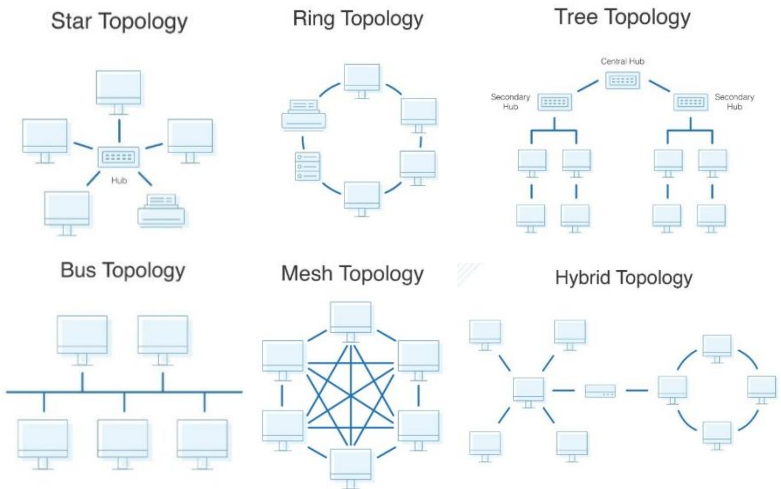 Star Topology
Hub
Ring Topology
Tree Topology
Central Hub
Secondary
Hub
Secondary
Hub
Bus Topology
Mesh Topology
Hybrid Topology